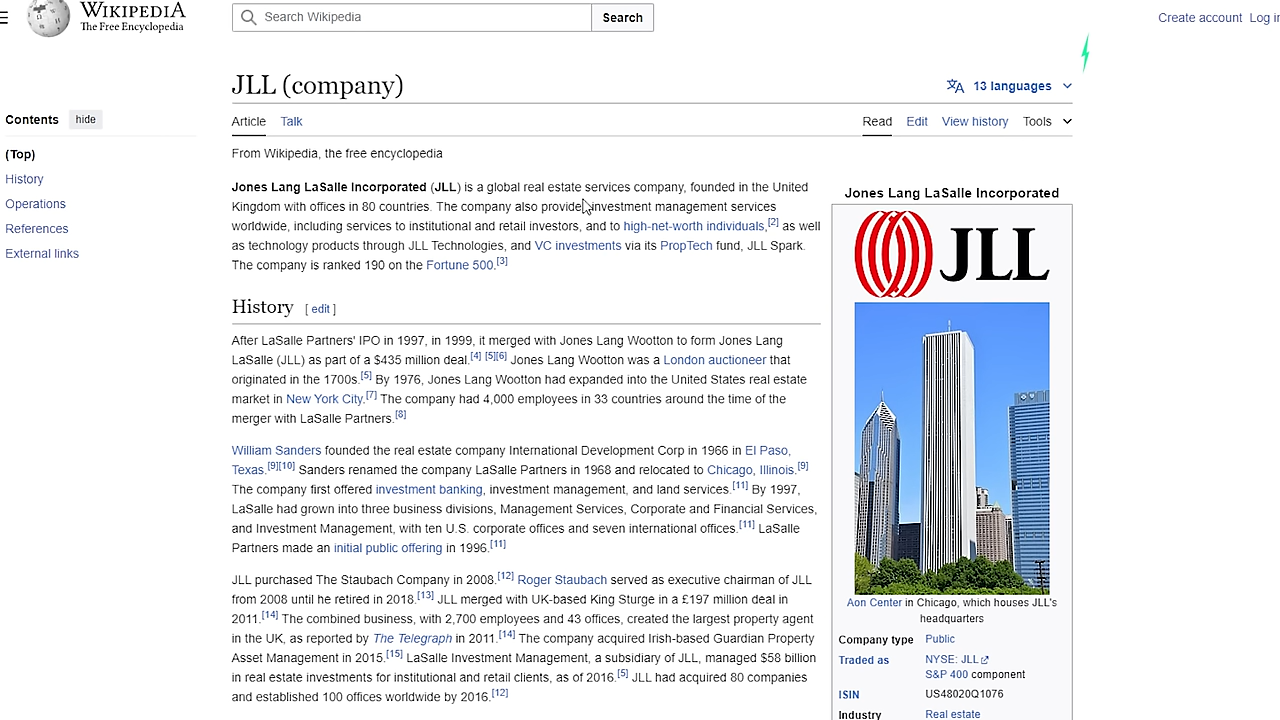 WIKIPEDIA
The Free Encyclopedia
Search Wikipedia
Search
Create account Log in
JLL (company)
13 languages
Contents hide
Article Talk
Read Edit View history Tools
(Top)
History
Operations
References
External links
From Wikipedia, the free encyclopedia
Jones Lang LaSalle Incorporated (JLL) is a global real estate services company, founded in the United
Kingdom with offices in 80 countries. The company also provides investment management services
worldwide, including services to institutional and retail investors, and to high-net-worth individuals,[2] as well
as technology products through JLL Technologies, and VC investments via its PropTech fund, JLL Spark.
The company is ranked 190 on the Fortune 500.[3]
History [ edit ]
After LaSalle Partners' IPO in 1997, in 1999, it merged with Jones Lang Wootton to form Jones Lang
LaSalle (JLL) as part of a $435 million deal.[4] [5][6] Jones Lang Wootton was a London auctioneer that
originated in the 1700s.[5] By 1976, Jones Lang Wootton had expanded into the United States real estate
market in New York City.[7] The company had 4,000 employees in 33 countries around the time of the
merger with LaSalle Partners.[8]
William Sanders founded the real estate company International Development Corp in 1966 in El Paso,
Texas.[9][10] Sanders renamed the company LaSalle Partners in 1968 and relocated to Chicago, Illinois.[9]
The company first offered investment banking, investment management, and land services.[11] By 1997,
LaSalle had grown into three business divisions, Management Services, Corporate and Financial Services,
and Investment Management, with ten U.S. corporate offices and seven international offices.[11] LaSalle
Partners made an initial public offering in 1996.[11]
JLL purchased The Staubach Company in 2008.[12] Roger Staubach served as executive chairman of JLL
from 2008 until he retired in 2018.[13] JLL merged with UK-based King Sturge in a £197 million deal in
2011.[14] The combined business, with 2,700 employees and 43 offices, created the largest property agent
in the UK, as reported by The Telegraph in 2011.[14] The company acquired Irish-based Guardian Property
Asset Management in 2015.[15] LaSalle Investment Management, a subsidiary of JLL, managed $58 billion
in real estate investments for institutional and retail clients, as of 2016.[5] JLL had acquired 80 companies
and established 100 offices worldwide by 2016.[12]
Jones Lang LaSalle Incorporated
JLL
Aon Center in Chicago, which houses JLL's
headquarters
Company type Public
Traded as NYSE: JLL
S&P 400 component
ISIN US48020Q1076
Industry Real estate